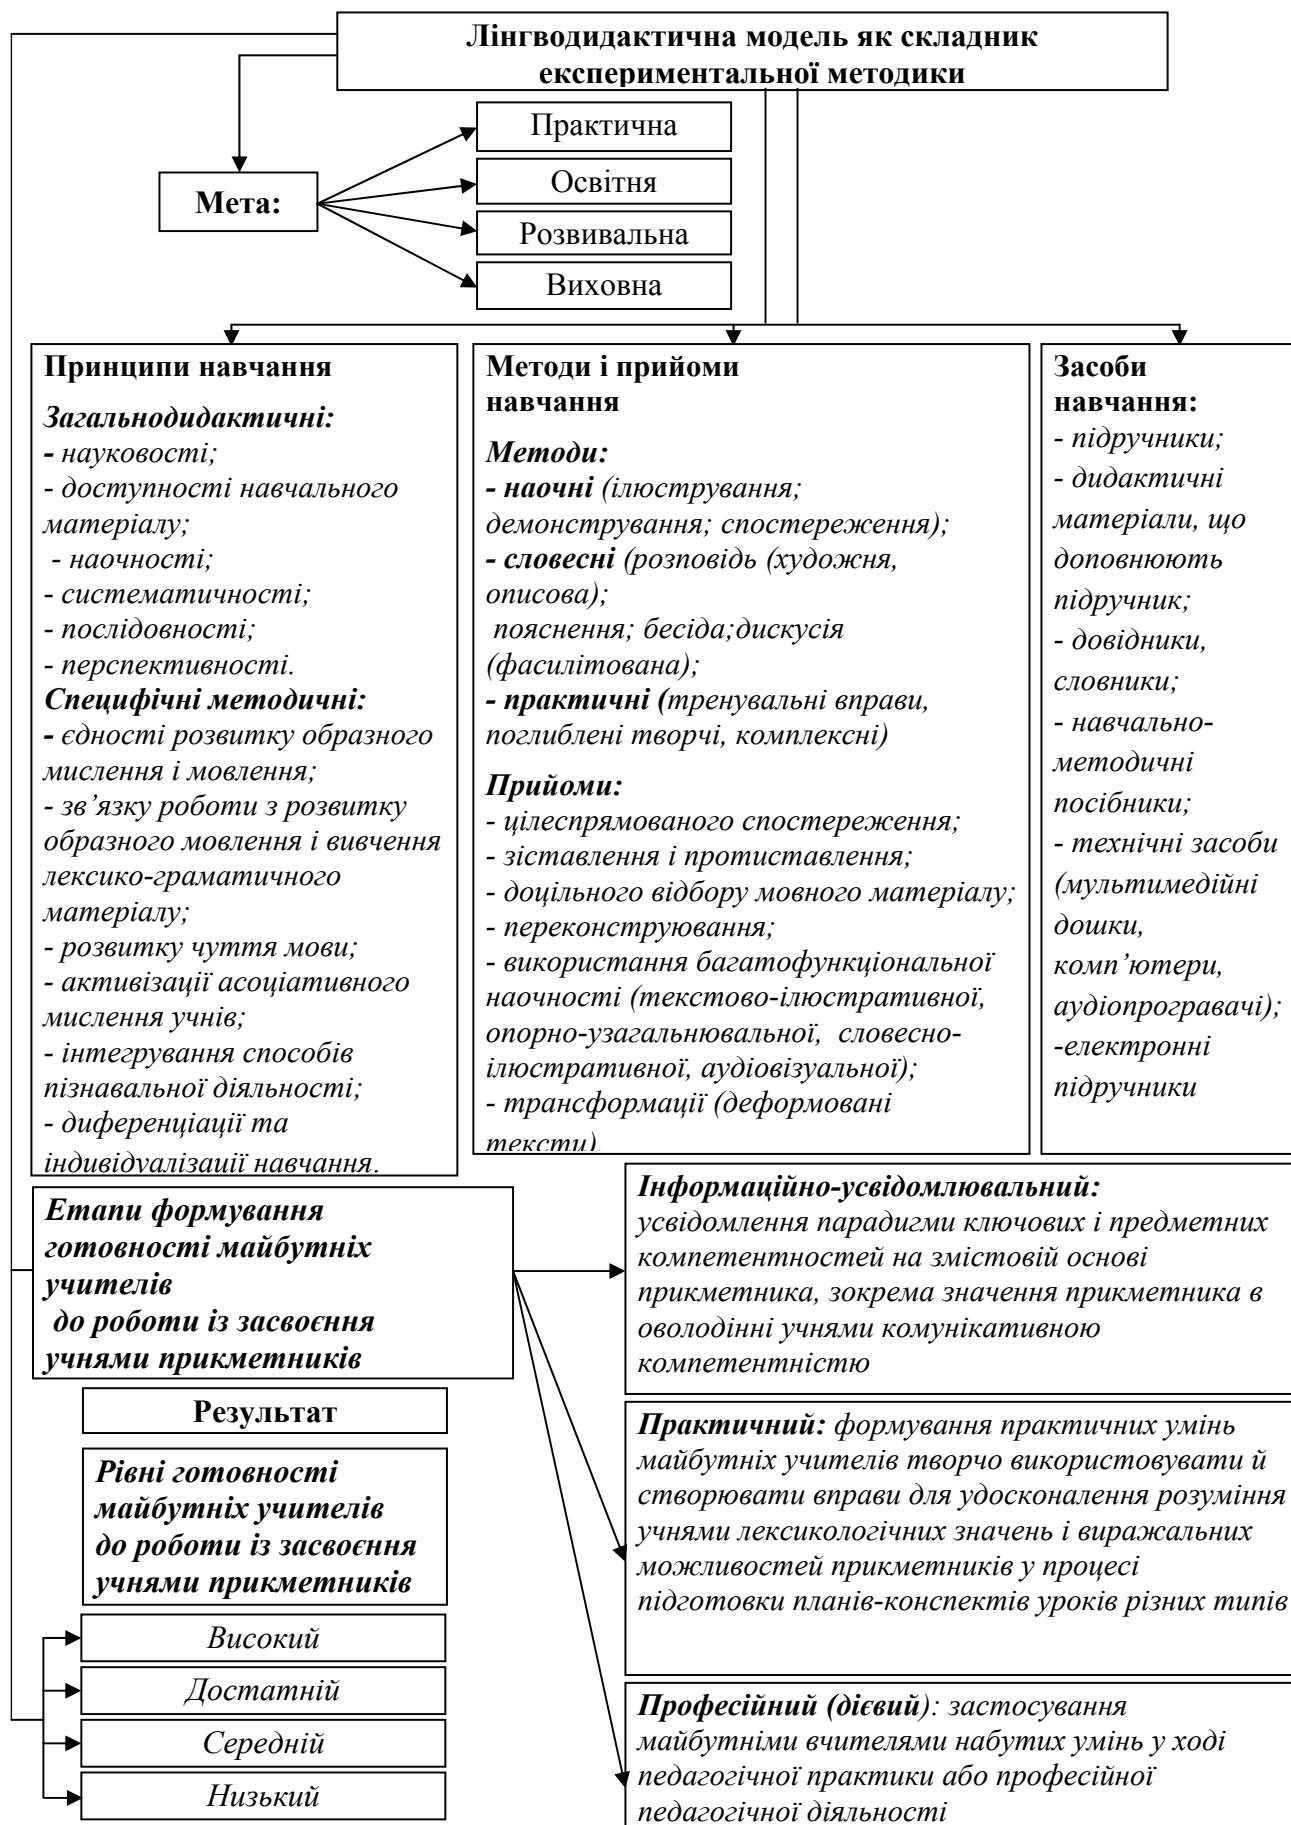 Лінгводидактична модель як складник
експериментальної методики
Практична
Освітня
Мета:
Розвивальна
Виховна
Принципи навчання
Загальнодидактичні:
- науковості;
- доступності навчального
матеріалу;
- наочності;
- систематичності;
- послідовності;
- перспективності.
Специфічні методичні:
- єдності розвитку образного
мислення і мовлення;
- зв’язку роботи з розвитку
образного мовлення і вивчення
лексико-граматичного
матеріалу;
- розвитку чуття мови;
- активізації асоціативного
мислення учнів;
- інтегрування способів
пізнавальної діяльності;
- диференціації та
індивідуалізації навчання.
Методи і прийоми
навчання
Методи:
- наочні (ілюстрування;
демонстрування; спостереження);
- словесні (розповідь (художня,
описова);
пояснення; бесіда;дискусія
(фасилітована);
- практичні (тренувальні вправи,
поглиблені творчі, комплексні)
Прийоми:
- цілеспрямованого спостереження;
- зіставлення і протиставлення;
- доцільного відбору мовного матеріалу;
- переконструювання;
- використання багатофункціональної
наочності (текстово-ілюстративної,
опорно-узагальнювальної, словесно-
ілюстративної, аудіовізуальної);
- трансформації (деформовані
тексти).
Засоби
навчання:
- підручники;
- дидактичні
матеріали, що
доповнюють
підручник;
- довідники,
словники;
- навчально-
методичні
посібники;
- технічні засоби
(мультимедійні
дошки,
комп’ютери,
аудіопрогравачі);
-електронні
підручники
Етапи формування
готовності майбутніх
учителів
до роботи із засвоєння
учнями прикметників
Інформаційно-усвідомлювальний:
усвідомлення парадигми ключових і предметних
компетентностей на змістовій основі
прикметника, зокрема значення прикметника в
оволодінні учнями комунікативною
компетентністю
Практичний: формування практичних умінь
майбутніх учителів творчо використовувати й
створювати вправи для удосконалення розуміння
учнями лексикологічних значень і виражальних
можливостей прикметників у процесі
підготовки планів-конспектів уроків різних типів
Професійний (дієвий): застосування
майбутніми вчителями набутих умінь у ході
педагогічної практики або професійної
педагогічної діяльності
Результат
Рівні готовності
майбутніх учителів
до роботи із засвоєння
учнями прикметників
Високий
Достатній
Середній
Низький